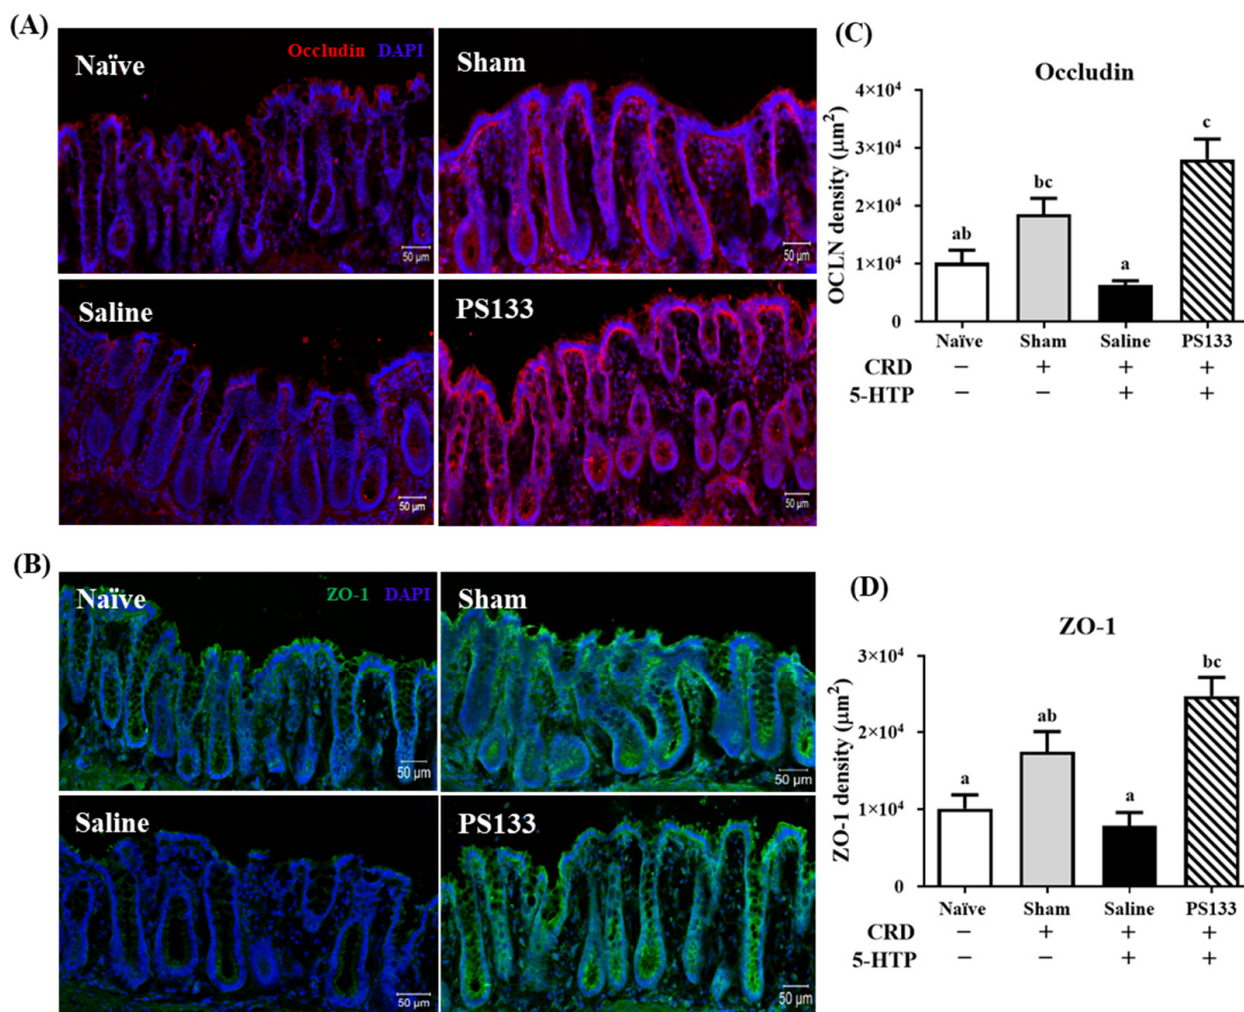 (A)
Occludin DAPI
Naïve
Sham
50 µm
50 µm
Saline
PS133
50 µm
50 µm
(B)
ZO-1 DAPI
Naïve
Sham
50 µm
50 µm
Saline
PS133
50 µm
50 µm
(C)
Occludin
OCLN density (µm²)
4×10⁴
3×10⁴
2×10⁴
1×10⁴
0
ab
bc
a
c
Naïve Sham Saline PS133
CRD − + + +
5-HTP − − + +
(D)
ZO-1
ZO-1 density (µm²)
3×10⁴
2×10⁴
1×10⁴
0
a
ab
a
bc
Naïve Sham Saline PS133
CRD − + + +
5-HTP − − + +